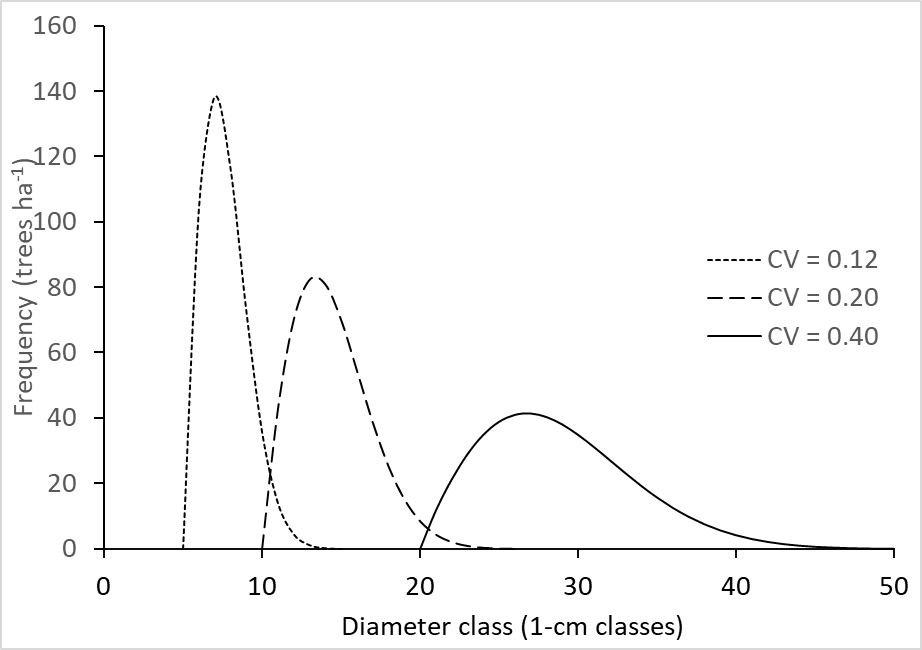 160
140
120
100
80
60
40
20
0
Frequency (trees ha-1)
CV = 0.12
CV = 0.20
CV = 0.40
0 10 20 30 40 50
Diameter class (1-cm classes)